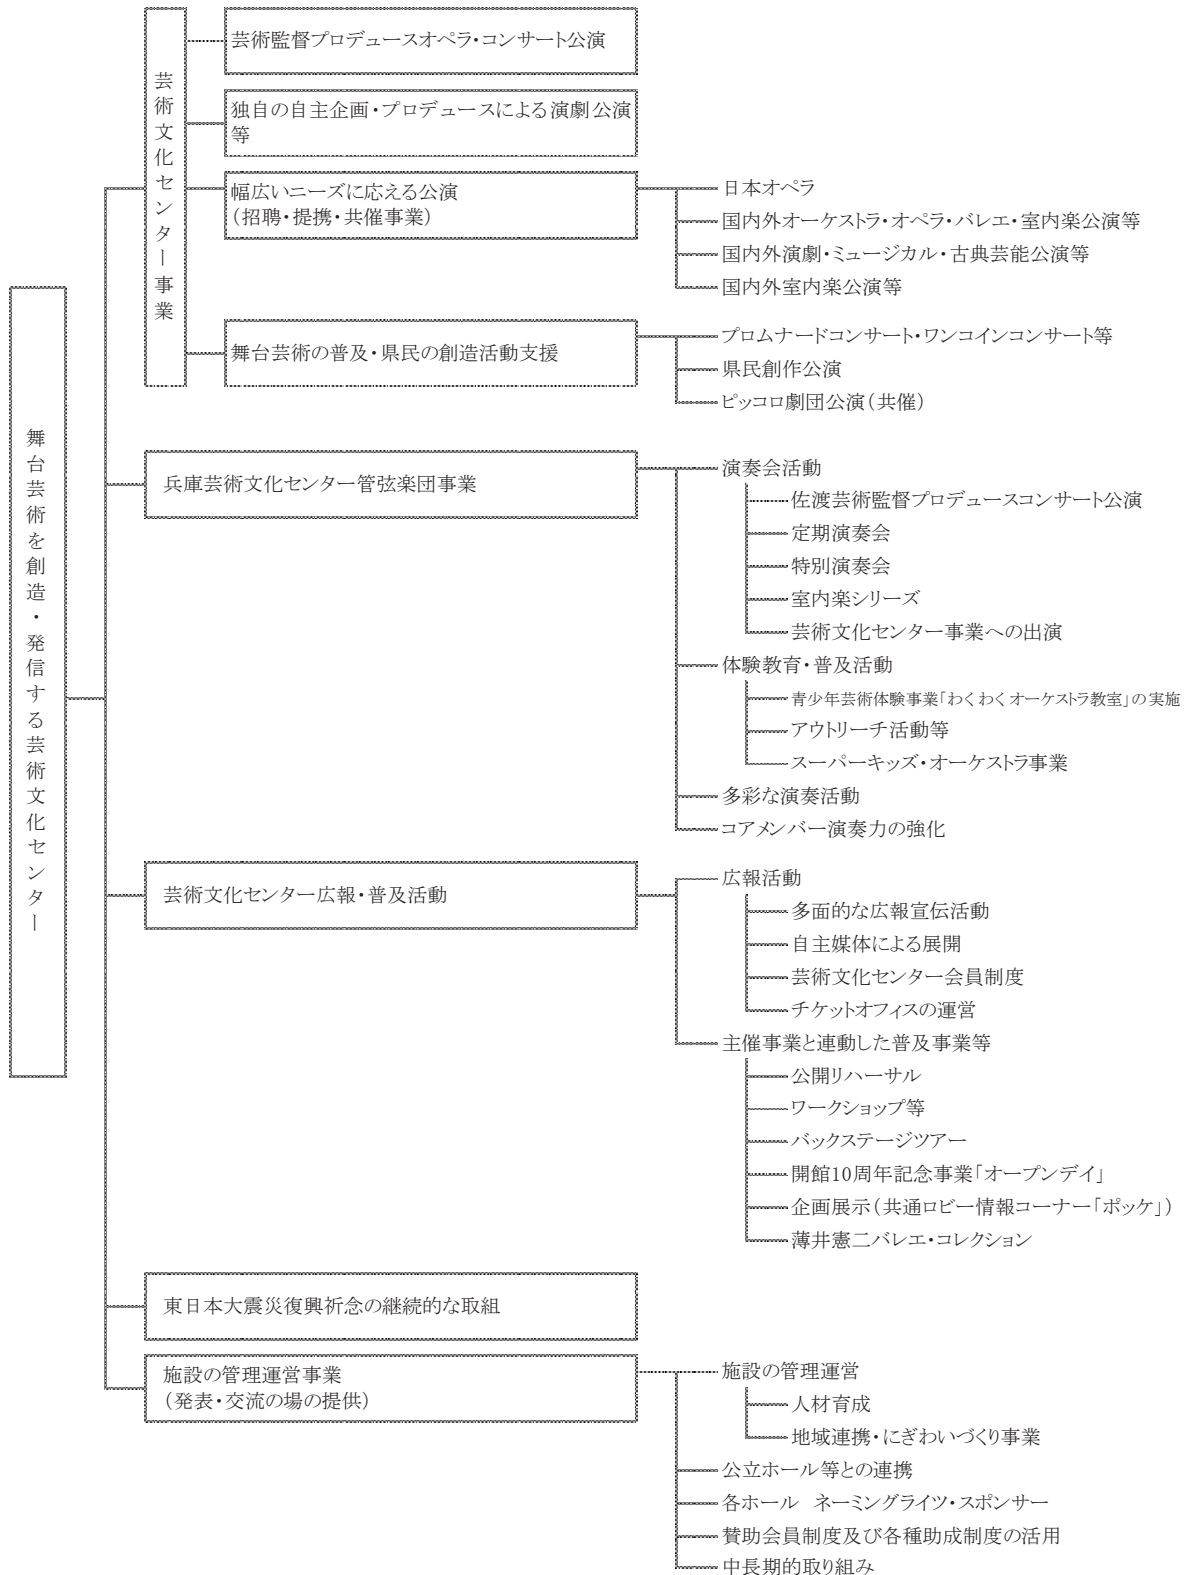 舞台芸術を創造・発信する芸術文化センター
芸術文化センター事業
芸術監督プロデュースオペラ・コンサート公演
独自の自主企画・プロデュースによる演劇公演
等
幅広いニーズに応える公演
（招聘・提携・共催事業）
日本オペラ
国内外オーケストラ・オペラ・バレエ・室内楽公演等
国内外演劇・ミュージカル・古典芸能公演等
国内外室内楽公演等
舞台芸術の普及・県民の創造活動支援
プロムナードコンサート・ワンコインコンサート等
県民創作公演
ピッコロ劇団公演（共催）
兵庫芸術文化センター管弦楽団事業
演奏会活動
佐渡芸術監督プロデュースコンサート公演
定期演奏会
特別演奏会
室内楽シリーズ
芸術文化センター事業への出演
体験教育・普及活動
青少年芸術体験事業「わくわくオーケストラ教室」の実施
アウトリーチ活動等
スーパーキッズ・オーケストラ事業
多彩な演奏活動
コアメンバー演奏力の強化
芸術文化センター広報・普及活動
広報活動
多面的な広報宣伝活動
自主媒体による展開
芸術文化センター会員制度
チケットオフィスの運営
主催事業と連動した普及事業等
公開リハーサル
ワークショップ等
バックステージツアー
開館10周年記念事業「オープンデイ」
企画展示（共通ロビー情報コーナー「ポッケ」）
薄井憲二バレエ・コレクション
東日本大震災復興祈念の継続的な取組
施設の管理運営事業
（発表・交流の場の提供）
施設の管理運営
人材育成
地域連携・にぎわいづくり事業
公立ホール等との連携
各ホール　ネーミングライツ・スポンサー
賛助会員制度及び各種助成制度の活用
中長期的取り組み